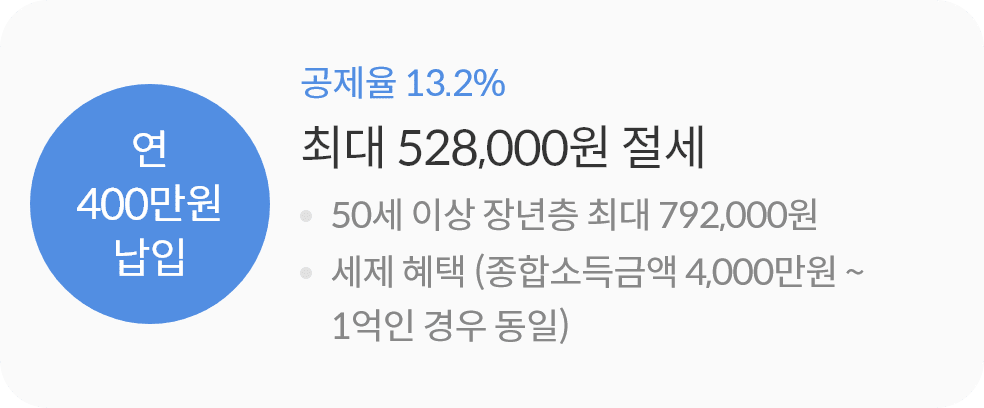 연
400만원
납입
공제율 13.2%
최대 528,000원 절세
50세 이상 장년층 최대 792,000원
세제 혜택 (종합소득금액 4,000만원 ~
1억인 경우 동일)